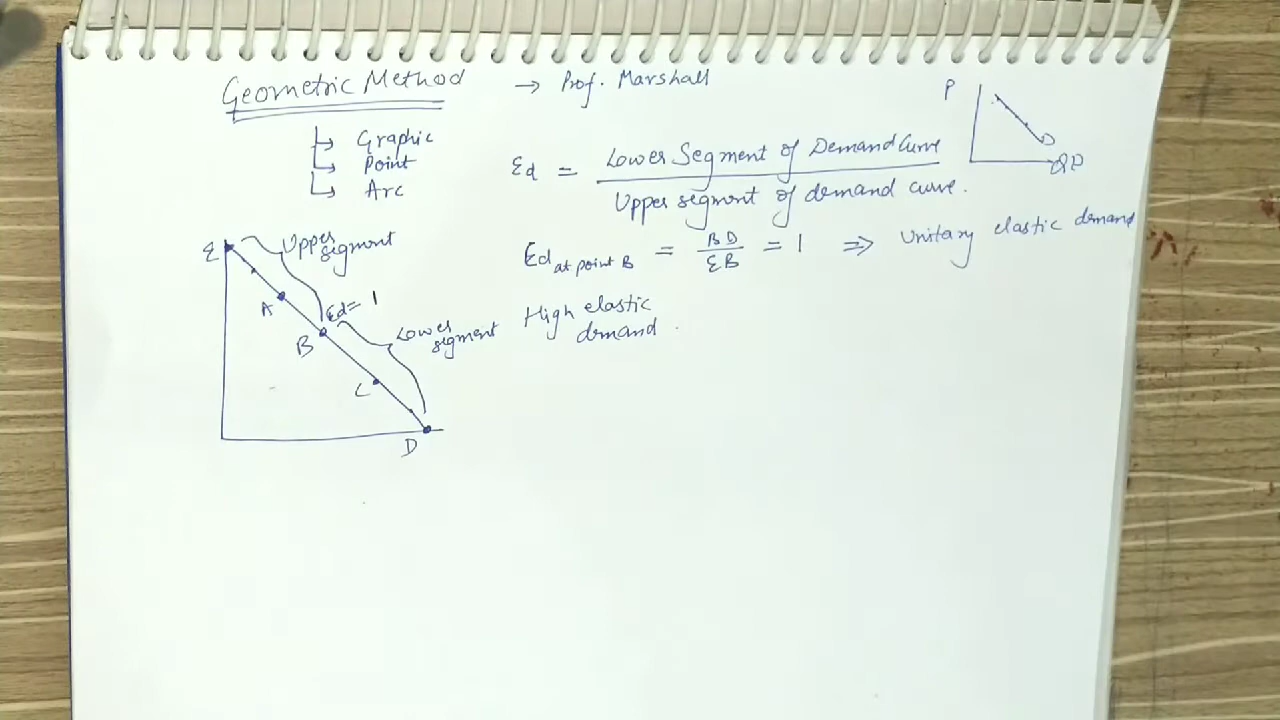 Geometric Method → Prof. Marshall
Graphic
Point
Arc
P
D
QD
Ed = Lower Segment of Demand Curve
Upper segment of demand curve.
Ed at point B = BD/EB = 1 ⇒ Unitary elastic demand
High elastic
demand.
E
Upper
segment
A
Ed = 1
B
Lower
segment
C
D